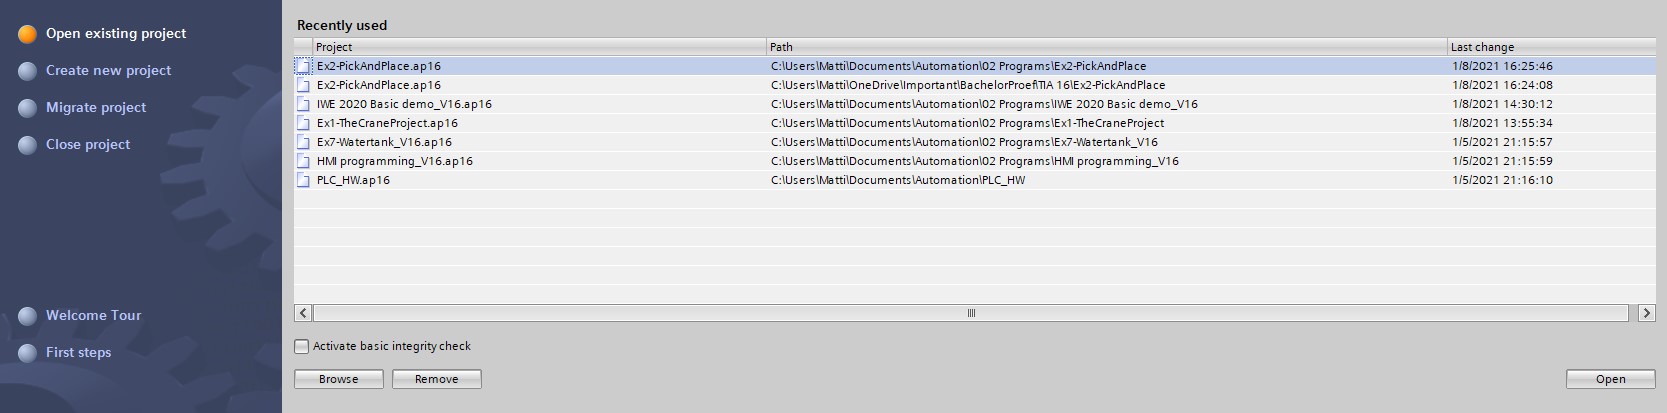 Open existing project
Create new project
Migrate project
Close project
Welcome Tour
First steps
Recently used
Project Path Last change
Ex2-PickAndPlace.ap16 C:\Users\Matti\Documents\Automation\02 Programs\Ex2-PickAndPlace 1/8/2021 16:25:46
Ex2-PickAndPlace.ap16 C:\Users\Matti\OneDrive\Important\BachelorProef\TIA 16\Ex2-PickAndPlace 1/8/2021 16:24:08
IWE 2020 Basic demo_V16.ap16 C:\Users\Matti\Documents\Automation\02 Programs\IWE 2020 Basic demo_V16 1/8/2021 14:30:12
Ex1-TheCraneProject.ap16 C:\Users\Matti\Documents\Automation\02 Programs\Ex1-TheCraneProject 1/8/2021 13:55:34
Ex7-Watertank_V16.ap16 C:\Users\Matti\Documents\Automation\02 Programs\Ex7-Watertank_V16 1/5/2021 21:15:57
HMI programming_V16.ap16 C:\Users\Matti\Documents\Automation\02 Programs\HMI programming_V16 1/5/2021 21:15:59
PLC_HW.ap16 C:\Users\Matti\Documents\Automation\PLC_HW 1/5/2021 21:16:10
Activate basic integrity check
Browse Remove Open